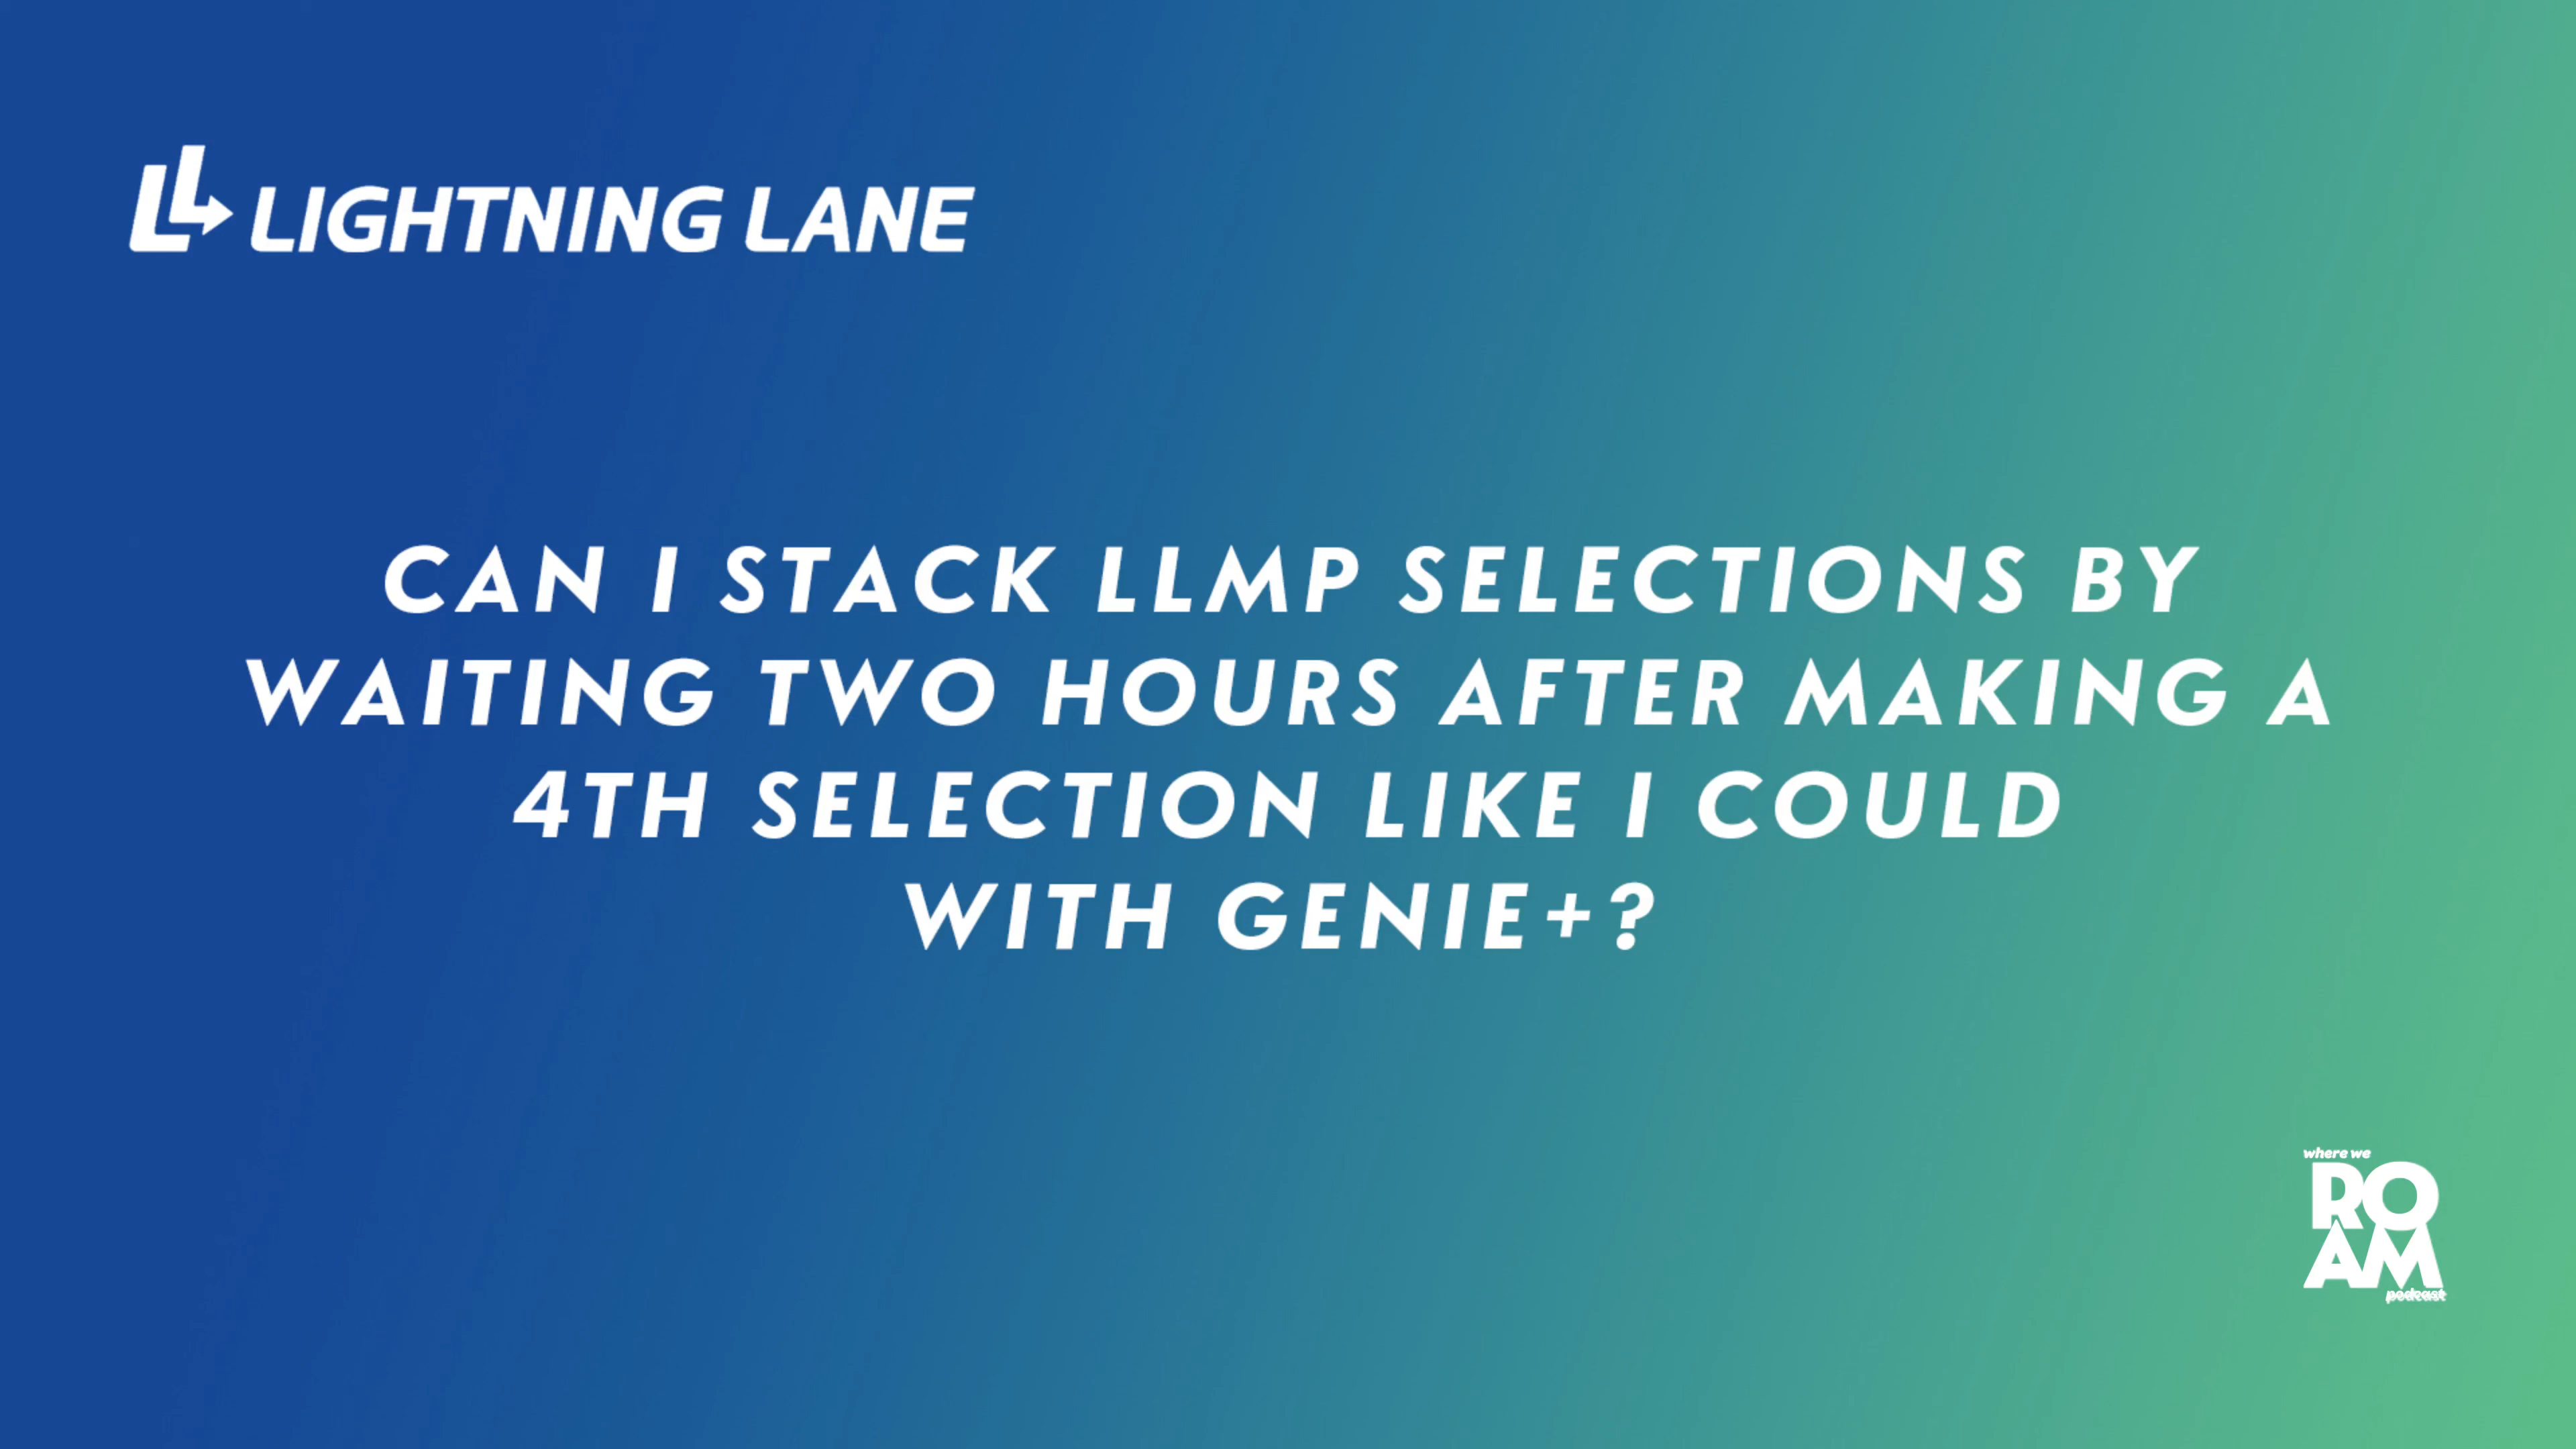 LIGHTNING LANE
CAN I STACK LLMP SELECTIONS BY
WAITING TWO HOURS AFTER MAKING A
4TH SELECTION LIKE I COULD
WITH GENIE+?
where we
RO
AM
podcast